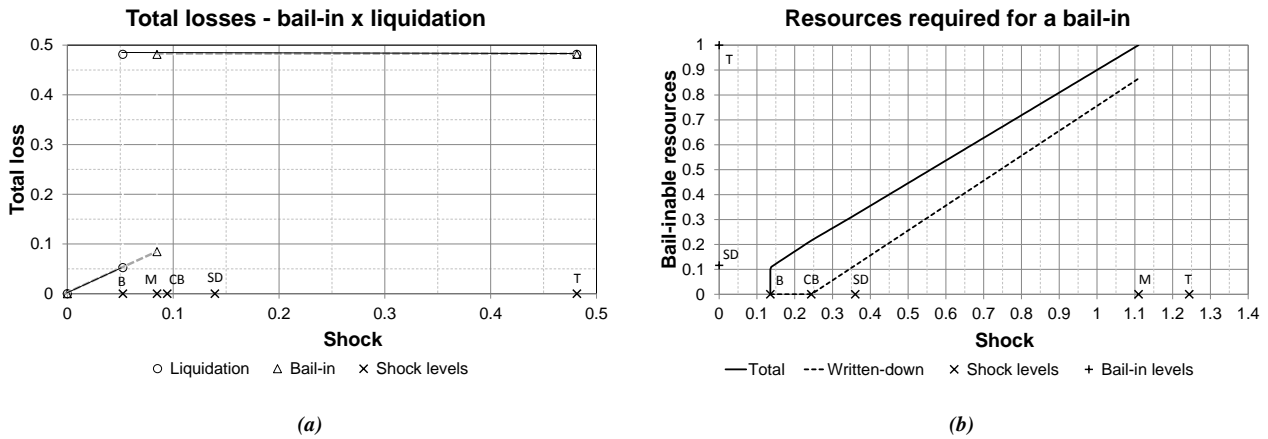 Total losses - bail-in x liquidation
0.5
0.4
0.3
0.2
0.1
0
Total loss
B
M
CB
SD
T
0
0.1
0.2
0.3
0.4
0.5
Shock
Liquidation
Bail-in
Shock levels
(a)
Resources required for a bail-in
1
0.9
0.8
0.7
0.6
0.5
0.4
0.3
0.2
0.1
0
Bail-inable resources
T
SD
B
CB
SD
M
T
0
0.1
0.2
0.3
0.4
0.5
0.6
0.7
0.8
0.9
1
1.1
1.2
1.3
1.4
Shock
Total
Written-down
Shock levels
Bail-in levels
(b)